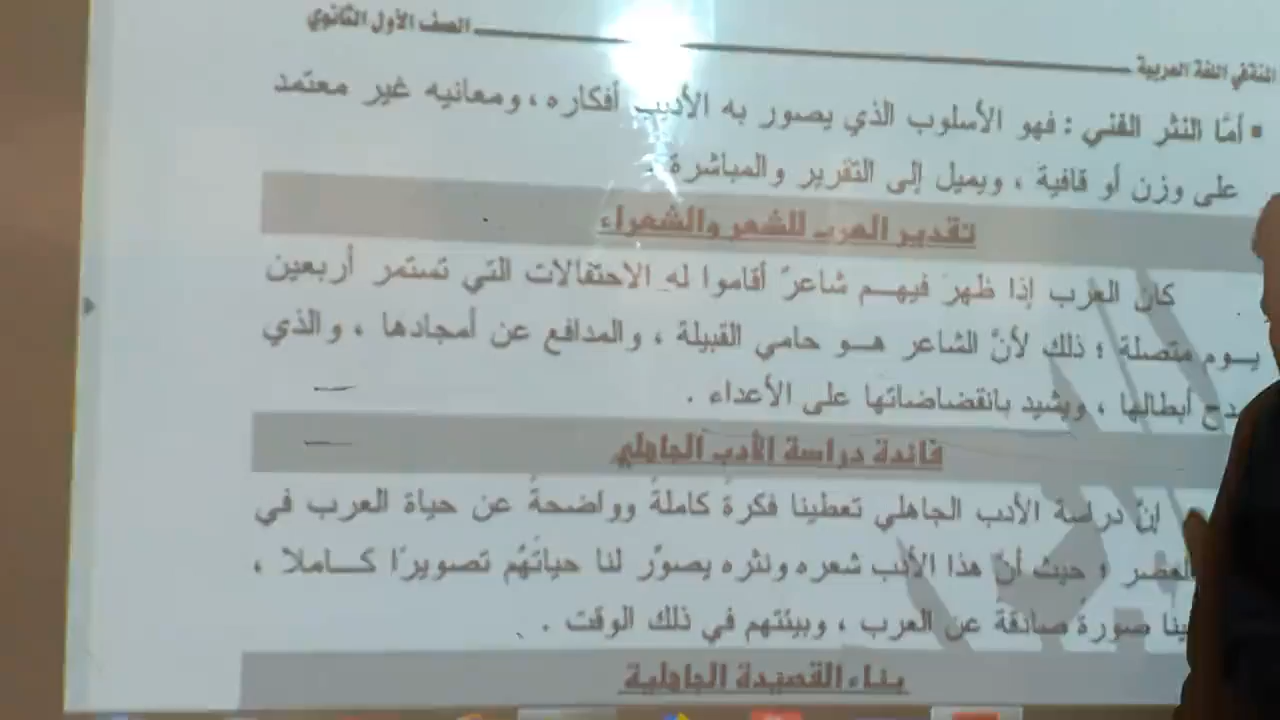 الصف الأول الثانوي
في اللغة العربية
▪ أمَّا النثر الفني : فهو الأسلوب الذي يصور به الأديب أفكاره ، ومعانيه غير معتمد
على وزن أو قافية ، ويميل إلى التقرير والمباشرة .
تقدير العرب للشعر والشعراء
كان العرب إذا ظهر فيهم شاعرٌ أقاموا له الاحتفالات التي تستمر أربعين
يوم متصلة ؛ ذلك لأنَّ الشاعر هو حامي القبيلة ، والمدافع عن أمجادها ، والذي
أبطالها ، ويشيد بانقضاضاتها على الأعداء .
فائدة دراسة الأدب الجاهلي
إنَّ دراسة الأدب الجاهلي تعطينا فكرةً كاملةً وواضحةً عن حياة العرب في
العصر ؛ حيث أنَّ هذا الأدب شعره ونثره يصوِّر لنا حياتَهُم تصويرًا كاملا ،
صورةً صادقةً عن العرب ، وبيئتهم في ذلك الوقت .
بناء القصيدة الجاهلية